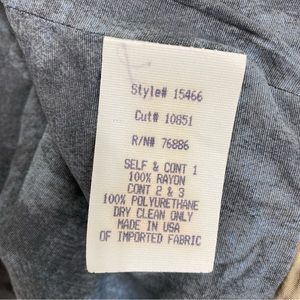 Style# 15466
Cut# 10851
R/N# 76886
SELF & CONT 1
100% RAYON
CONT 2 & 3
100% POLYURETHANE
DRY CLEAN ONLY
MADE IN USA
OF IMPORTED FABRIC